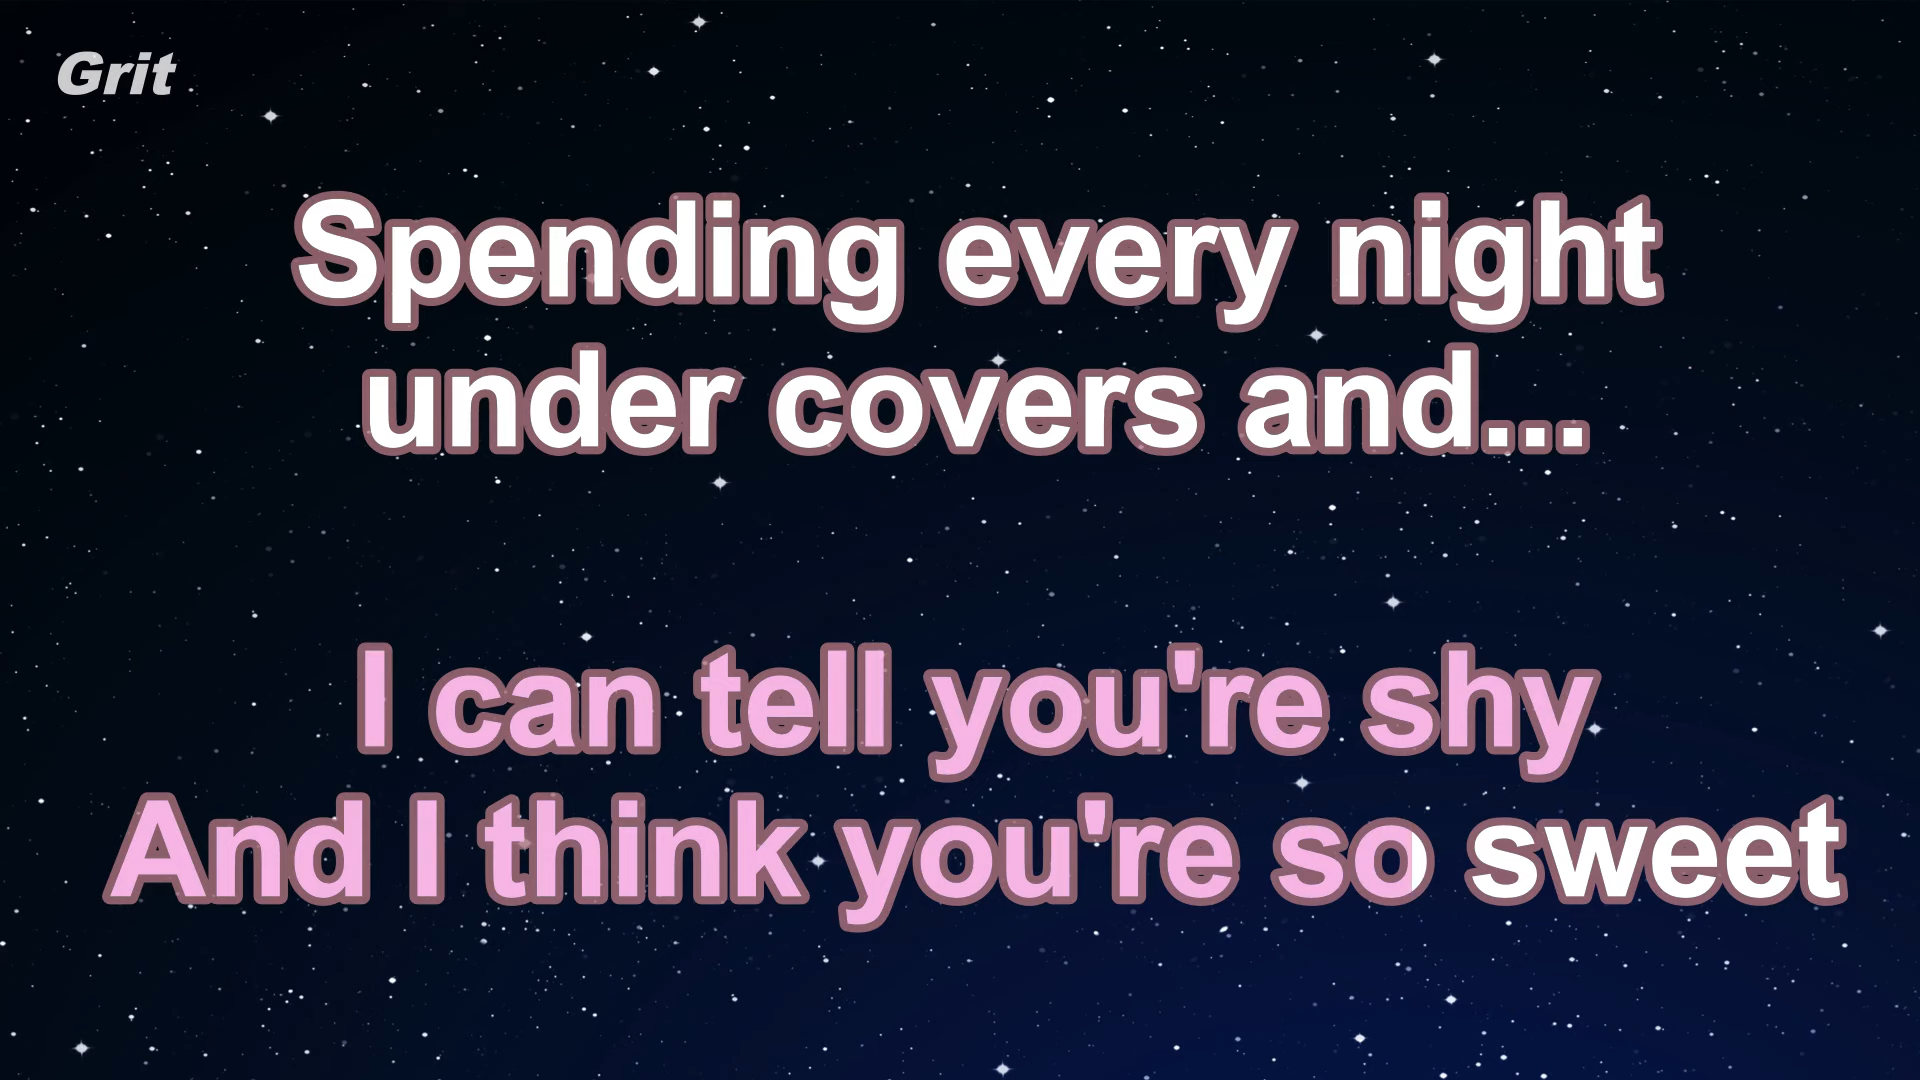 Grit
Spending every night
under covers and...
I can tell you're shy
And I think you're so sweet